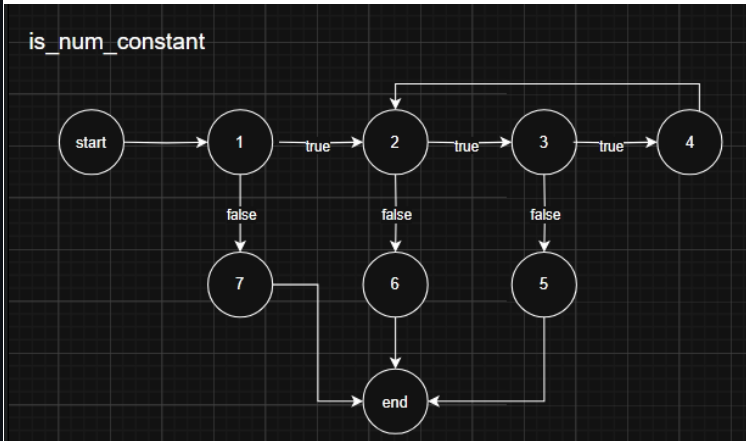 is_num_constant
start 1 true 2 true 3 true 4
false false false
7 6 5
end